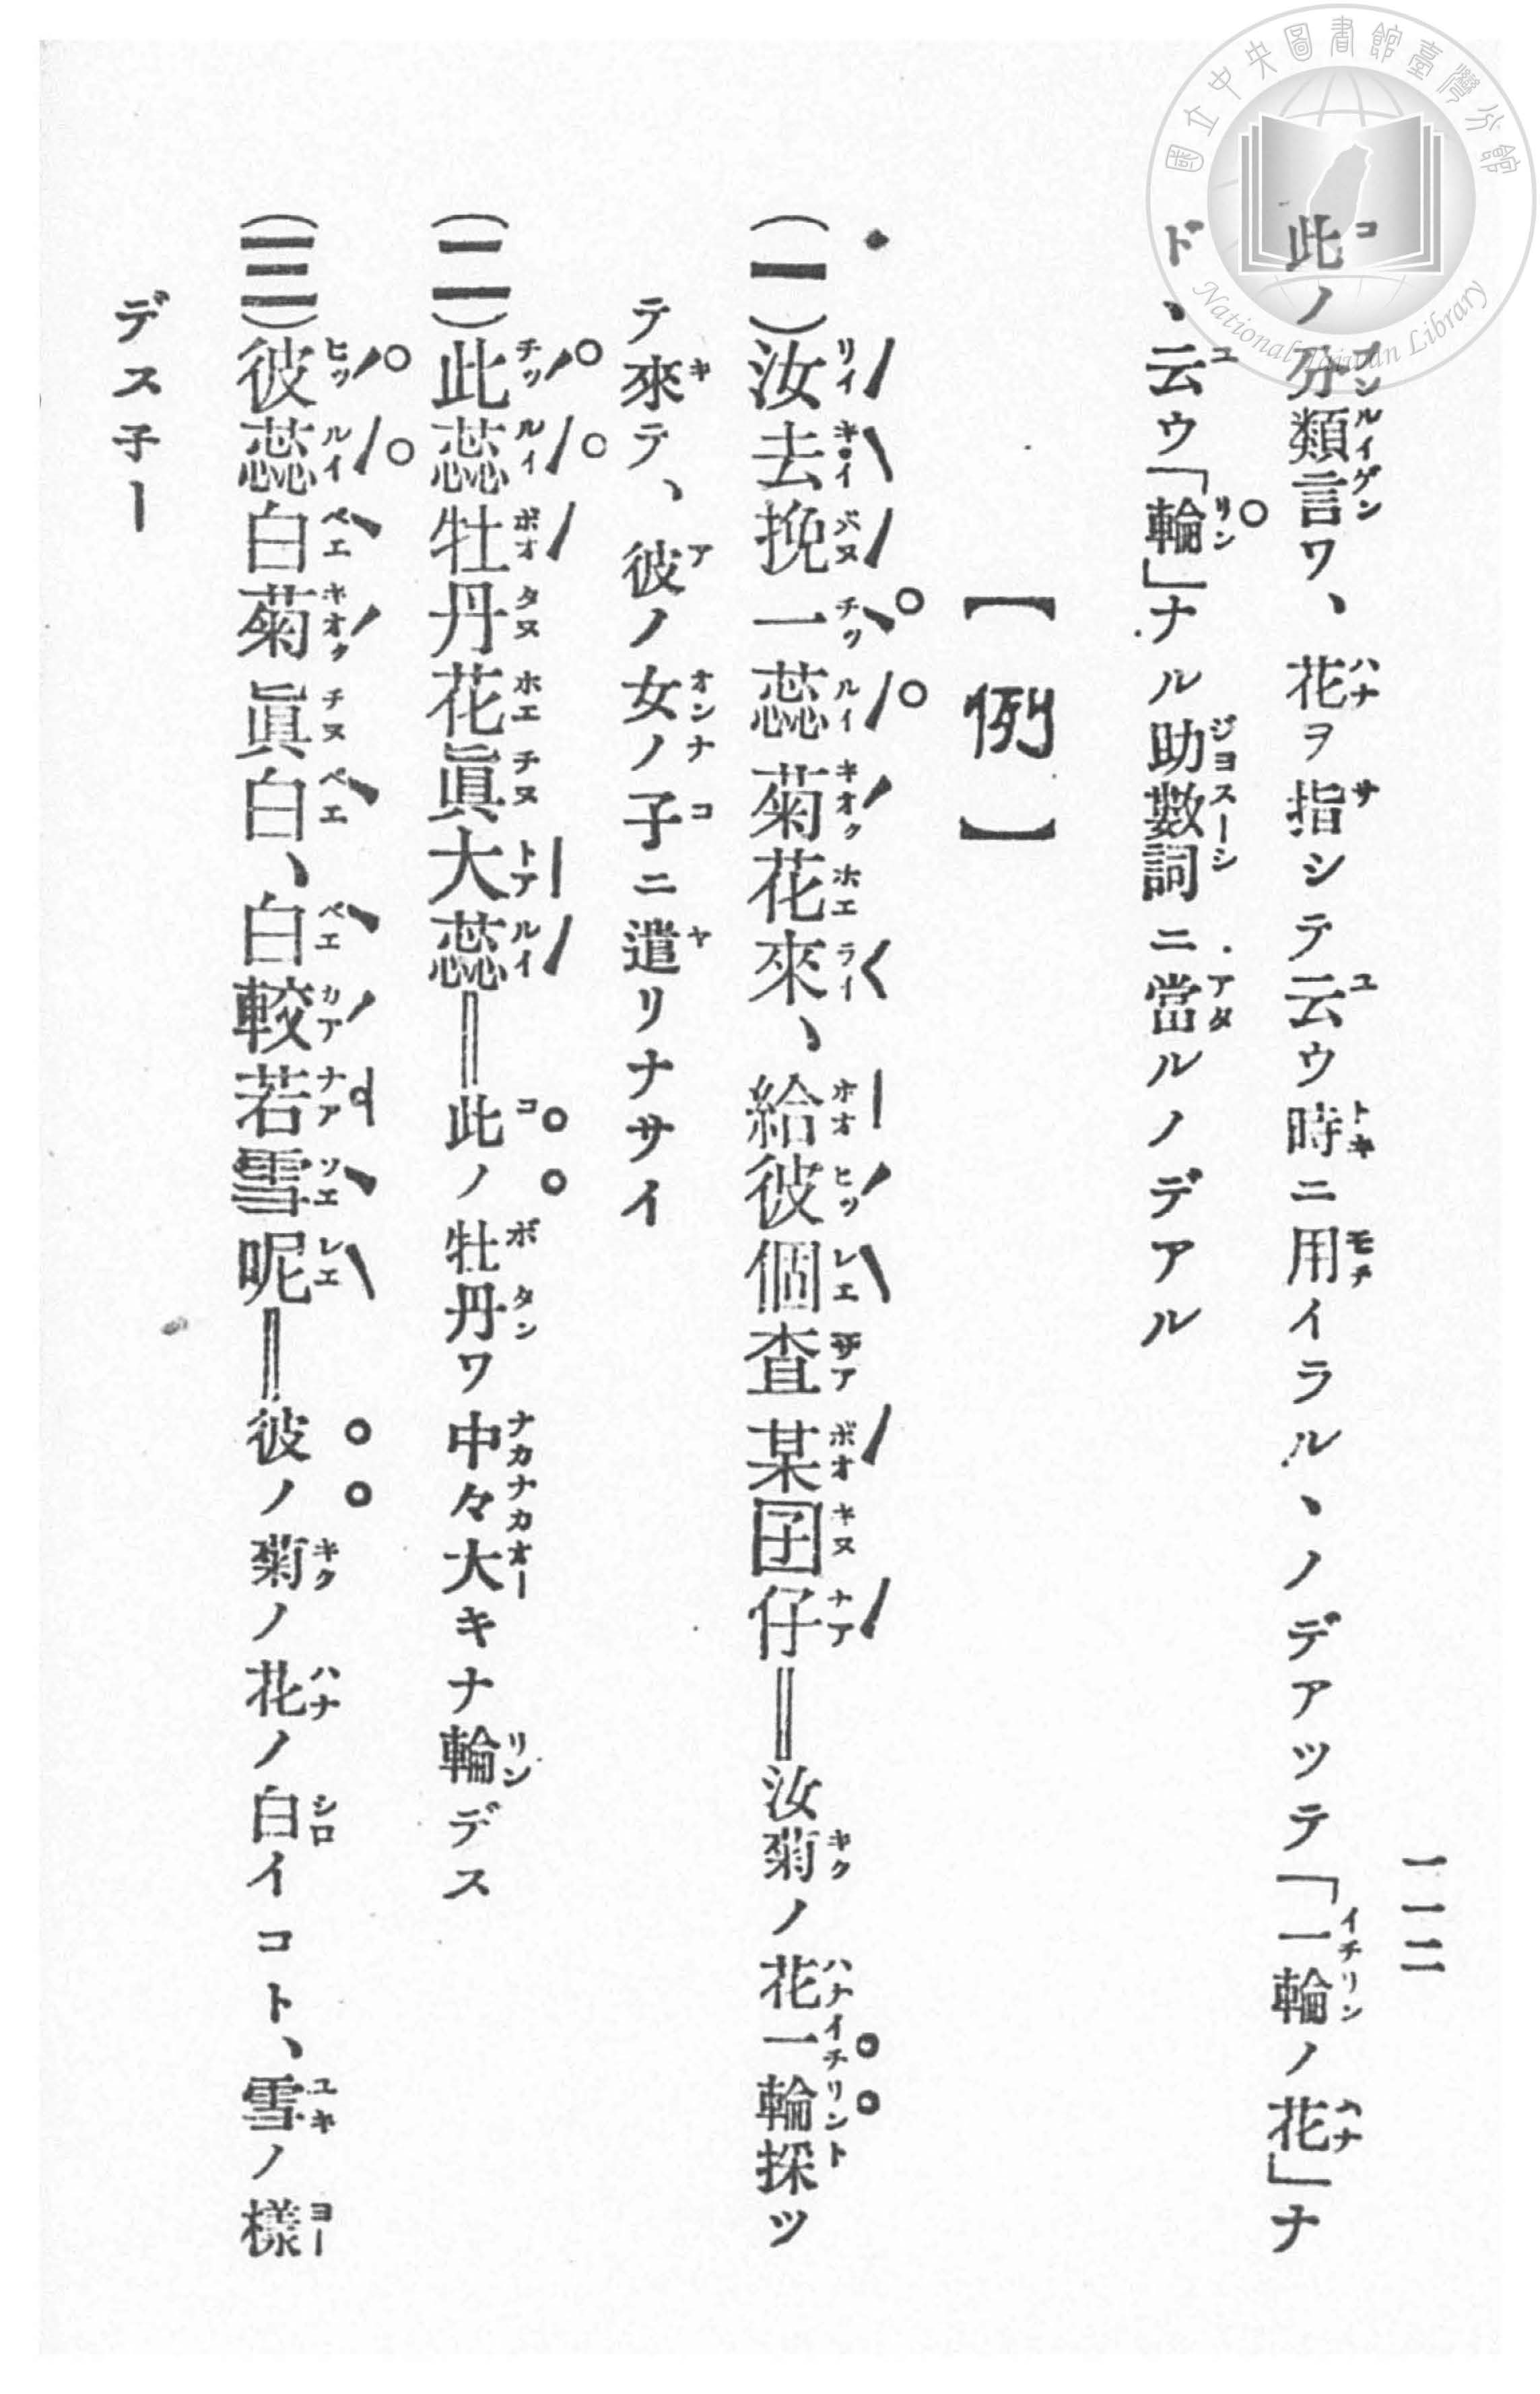 一一二
此ノ分類言ワ、花ヲ指シテ云ウ時ニ用イラル、ノデアッテ「一輪ノ花」ナ
ド、云ウ「輪」ナル助數詞ニ當ルノデアル
【例】
(一)汝去挽一蕊菊花來、給彼個查某囝仔＝汝菊ノ花一輪採ツ
テ來テ、彼ノ女ノ子ニ遣リナサイ
(二)此蕊牡丹花眞大蕊＝此ノ牡丹ワ中々大キナ輪デス
(三)彼蕊白菊眞白、白較若雪呢＝彼ノ菊ノ花ノ白イコト、雪ノ樣
デス子ー
國立中央圖書館臺灣分館
National Taiwan Library